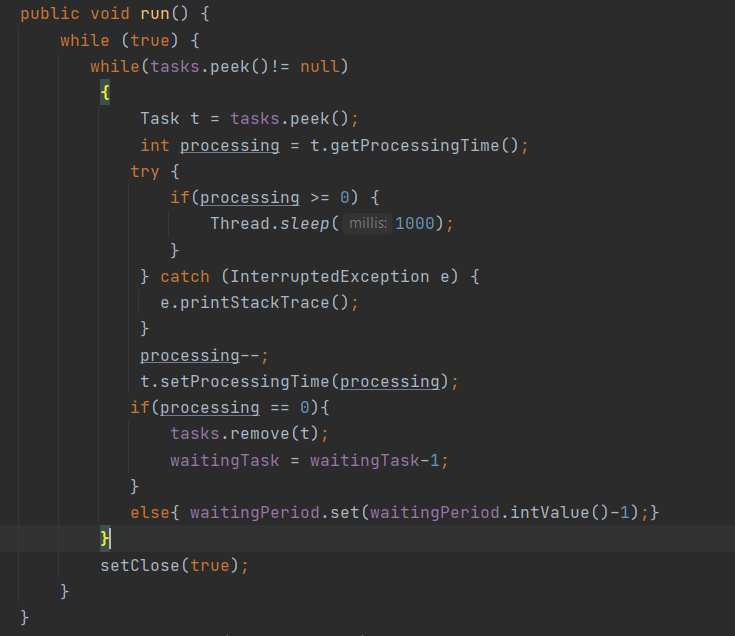 public void run() {
    while (true) {
       while(tasks.peek()!= null)
        {
            Task t = tasks.peek();
            int processing = t.getProcessingTime();
           try {
               if(processing >= 0) {
                   Thread.sleep( millis: 1000);
               }
            } catch (InterruptedException e) {
              e.printStackTrace();
            }
            processing--;
            t.setProcessingTime(processing);
           if(processing == 0){
               tasks.remove(t);
               waitingTask = waitingTask-1;
           }
           else{ waitingPeriod.set(waitingPeriod.intValue()-1);}
        }
        setClose(true);
    }
}